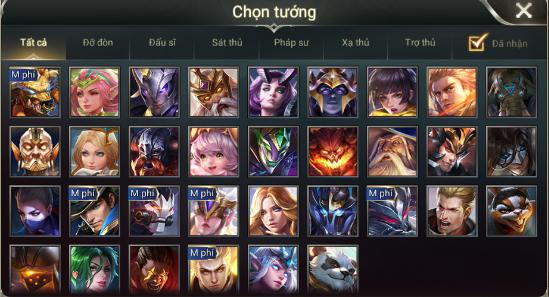 Chọn tướng
Tất cả Đỡ đòn Đấu sĩ Sát thủ Pháp sư Xạ thủ Trợ thủ Đã nhận
M phí
M phí M phí M phí M phí
M phí